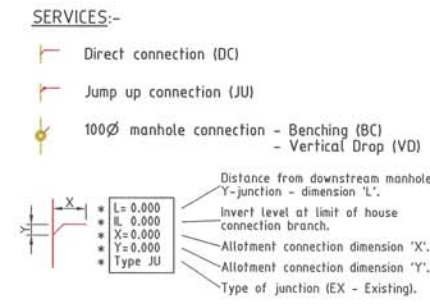 SERVICES:-
Direct connection (DC)
Jump up connection (JU)
100Ø manhole connection - Benching (BC)
- Vertical Drop (VD)
Distance from downstream manhole
Y-junction - dimension 'L'.
Invert level at limit of house
connection branch.
Allotment connection dimension 'X'.
Allotment connection dimension 'Y'.
Type of junction (EX - Existing).
X
Y
* L= 0.000
* IL 0.000
* X= 0.000
* Y= 0.000
* Type JU